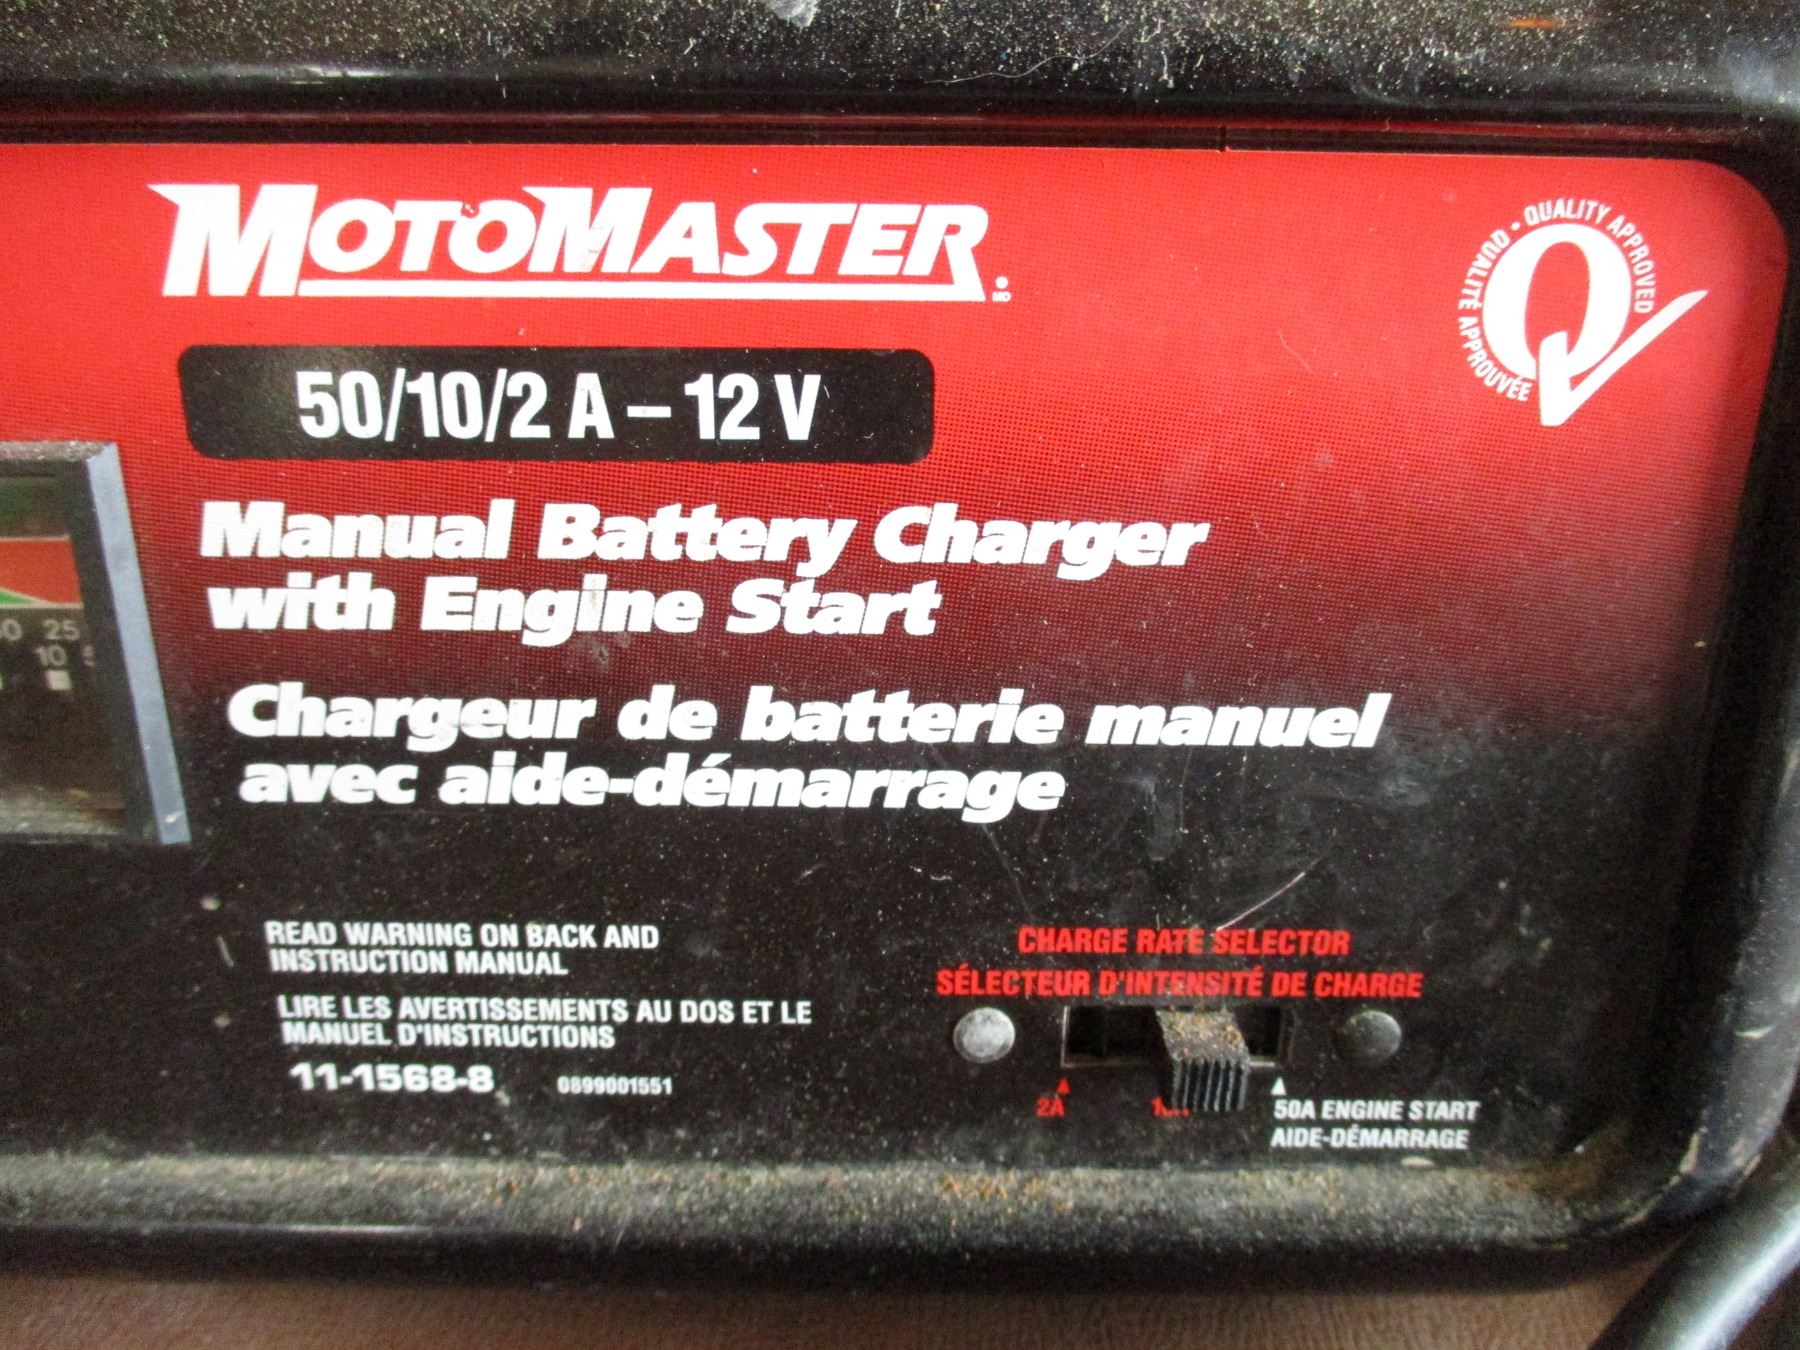 MOTOMASTER
MD
QUALITY APPROVED • QUALITÉ APPROUVÉE
50/10/2 A – 12 V
Manual Battery Charger
with Engine Start
Chargeur de batterie manuel
avec aide-démarrage
25
10
READ WARNING ON BACK AND
INSTRUCTION MANUAL
LIRE LES AVERTISSEMENTS AU DOS ET LE
MANUEL D'INSTRUCTIONS
11-1568-8 0899001551
CHARGE RATE SELECTOR
SÉLECTEUR D'INTENSITÉ DE CHARGE
2A
50A ENGINE START
AIDE-DÉMARRAGE